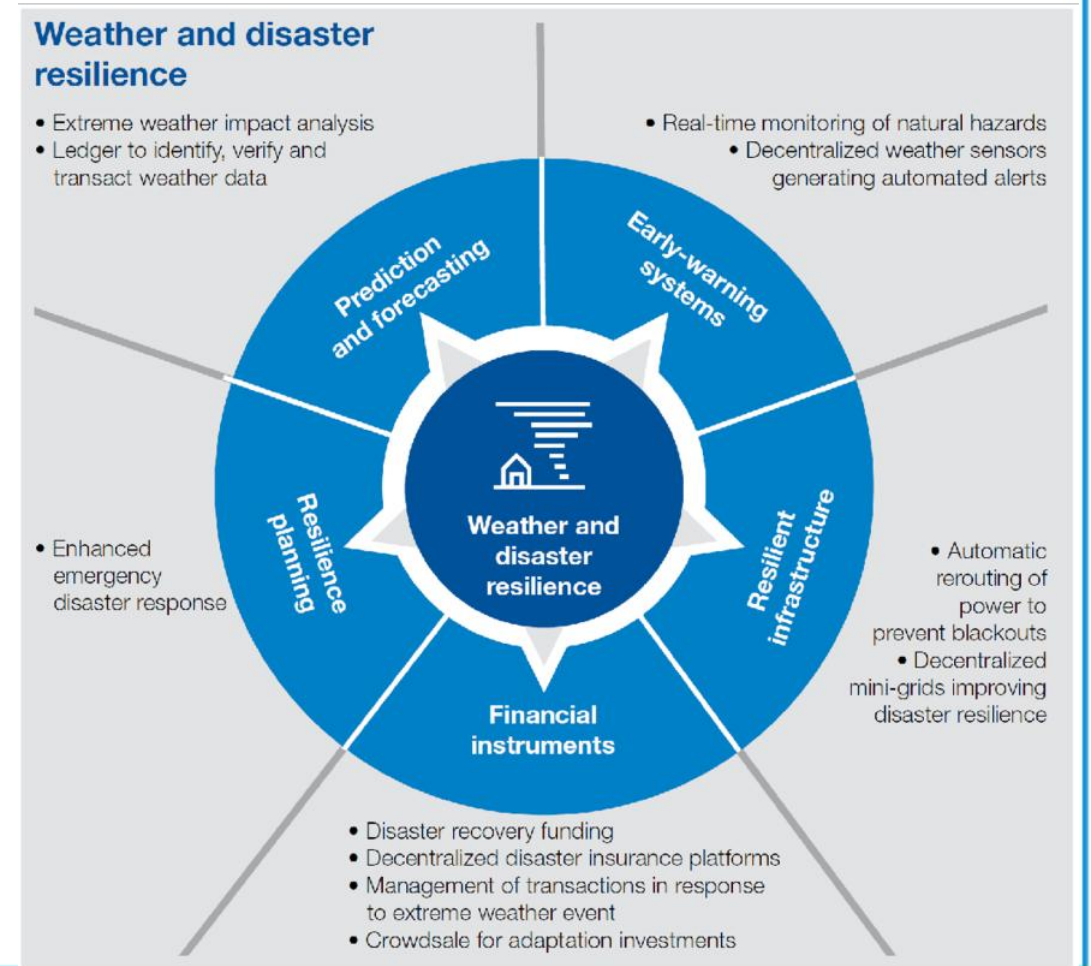 Weather and disaster
resilience
• Extreme weather impact analysis
• Ledger to identify, verify and
transact weather data
• Real-time monitoring of natural hazards
• Decentralized weather sensors
generating automated alerts
Prediction
and forecasting
Early-warning
systems
Weather and
disaster
resilience
Resilience
planning
Resilient
infrastructure
• Enhanced
emergency
disaster response
• Automatic
rerouting of
power to
prevent blackouts
• Decentralized
mini-grids improving
disaster resilience
Financial
instruments
• Disaster recovery funding
• Decentralized disaster insurance platforms
• Management of transactions in response
to extreme weather event
• Crowdsale for adaptation investments